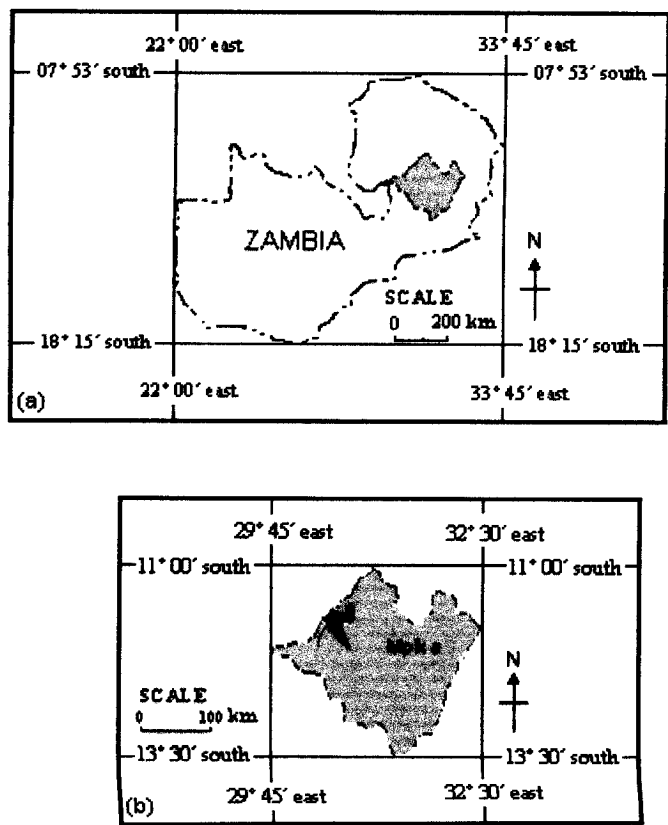 22° 00′ east 33° 45′ east
07° 53′ south 07° 53′ south
ZAMBIA
N
SCALE
0 200 km
18° 15′ south 18° 15′ south
22° 00′ east 33° 45′ east
(a)
29° 45′ east 32° 30′ east
11° 00′ south 11° 00′ south
N
SCALE
0 100 km
13° 30′ south 13° 30′ south
29° 45′ east 32° 30′ east
(b)